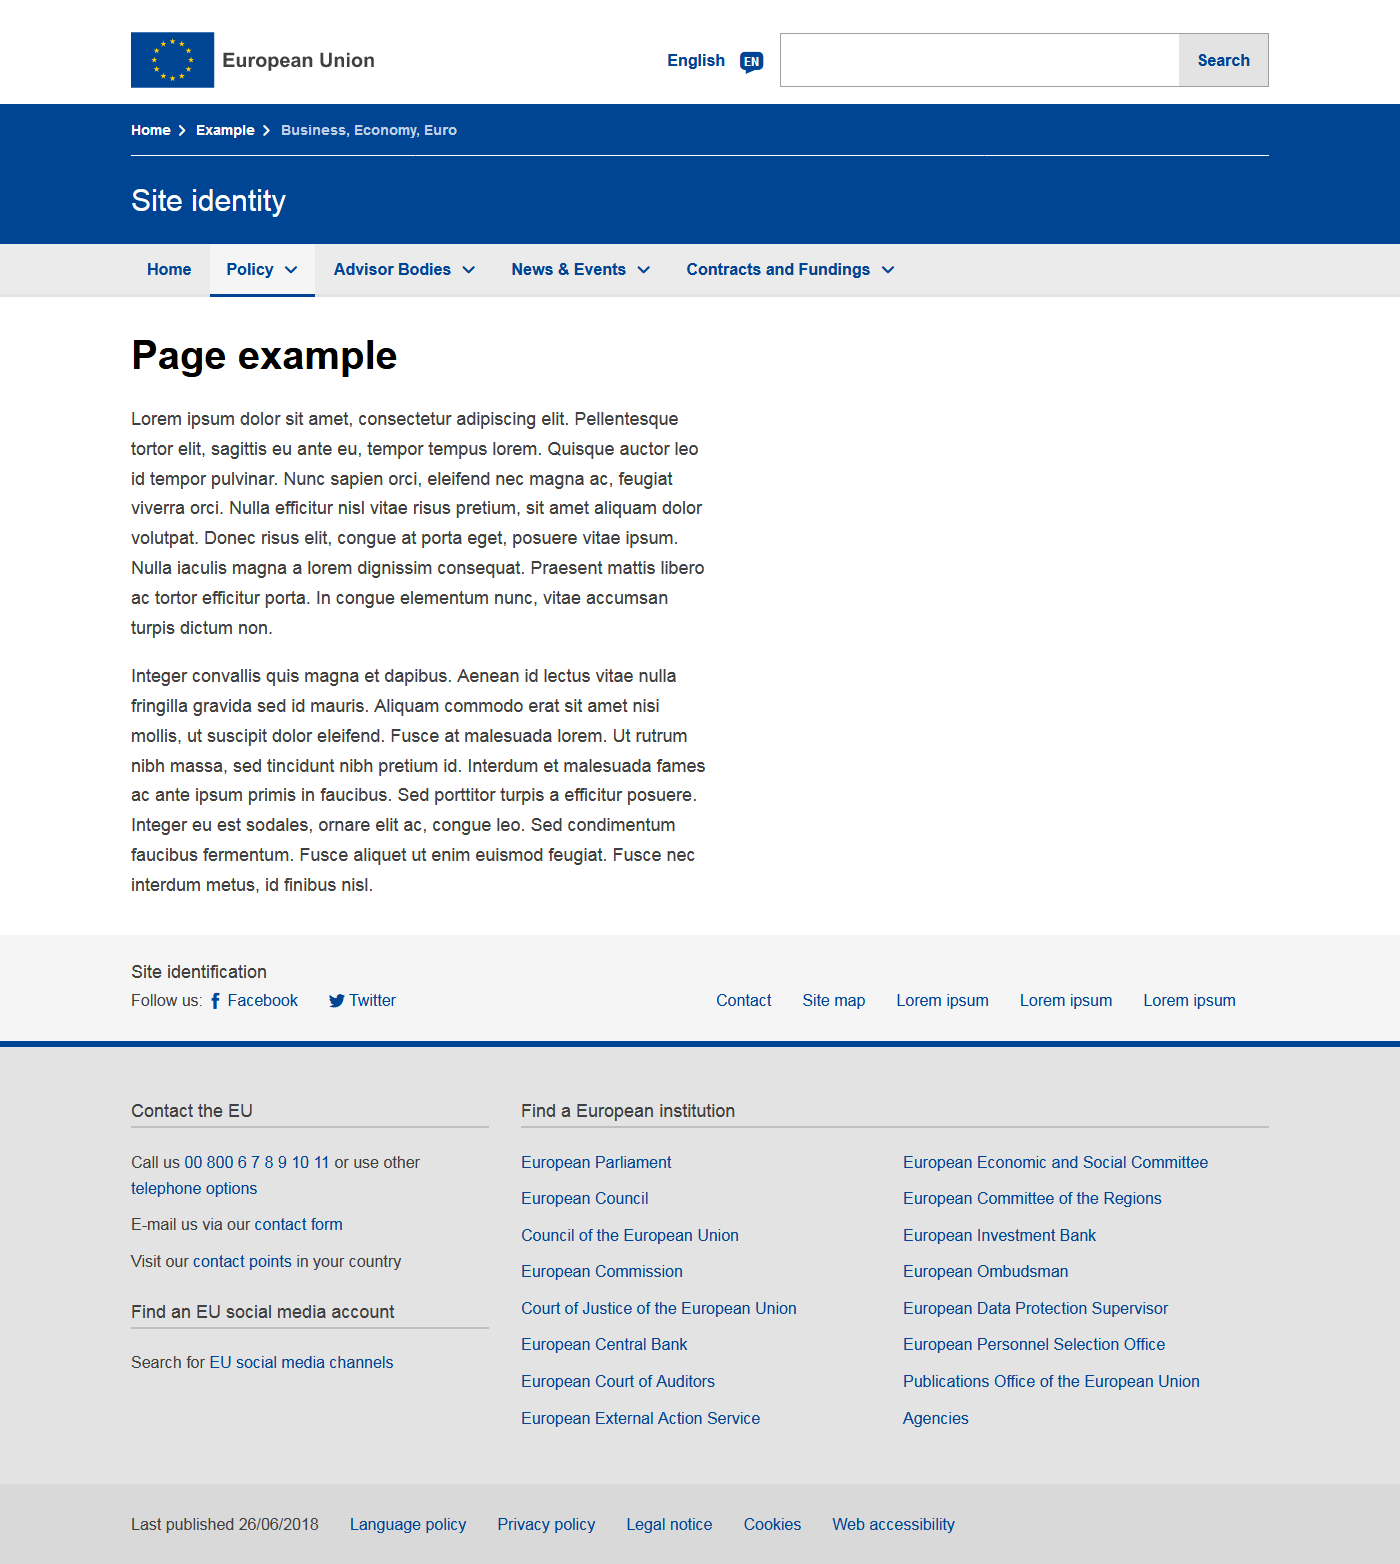 European Union
English EN Search
Home Example Business, Economy, Euro
Site identity
Home Policy Advisor Bodies News & Events Contracts and Fundings
Page example
Lorem ipsum dolor sit amet, consectetur adipiscing elit. Pellentesque
tortor elit, sagittis eu ante eu, tempor tempus lorem. Quisque auctor leo
id tempor pulvinar. Nunc sapien orci, eleifend nec magna ac, feugiat
viverra orci. Nulla efficitur nisl vitae risus pretium, sit amet aliquam dolor
volutpat. Donec risus elit, congue at porta eget, posuere vitae ipsum.
Nulla iaculis magna a lorem dignissim consequat. Praesent mattis libero
ac tortor efficitur porta. In congue elementum nunc, vitae accumsan
turpis dictum non.
Integer convallis quis magna et dapibus. Aenean id lectus vitae nulla
fringilla gravida sed id mauris. Aliquam commodo erat sit amet nisi
mollis, ut suscipit dolor eleifend. Fusce at malesuada lorem. Ut rutrum
nibh massa, sed tincidunt nibh pretium id. Interdum et malesuada fames
ac ante ipsum primis in faucibus. Sed porttitor turpis a efficitur posuere.
Integer eu est sodales, ornare elit ac, congue leo. Sed condimentum
faucibus fermentum. Fusce aliquet ut enim euismod feugiat. Fusce nec
interdum metus, id finibus nisl.
Site identification
Follow us: Facebook Twitter Contact Site map Lorem ipsum Lorem ipsum Lorem ipsum
Contact the EU
Call us 00 800 6 7 8 9 10 11 or use other
telephone options
E-mail us via our contact form
Visit our contact points in your country
Find an EU social media account
Search for EU social media channels
Find a European institution
European Parliament
European Council
Council of the European Union
European Commission
Court of Justice of the European Union
European Central Bank
European Court of Auditors
European External Action Service
European Economic and Social Committee
European Committee of the Regions
European Investment Bank
European Ombudsman
European Data Protection Supervisor
European Personnel Selection Office
Publications Office of the European Union
Agencies
Last published 26/06/2018 Language policy Privacy policy Legal notice Cookies Web accessibility